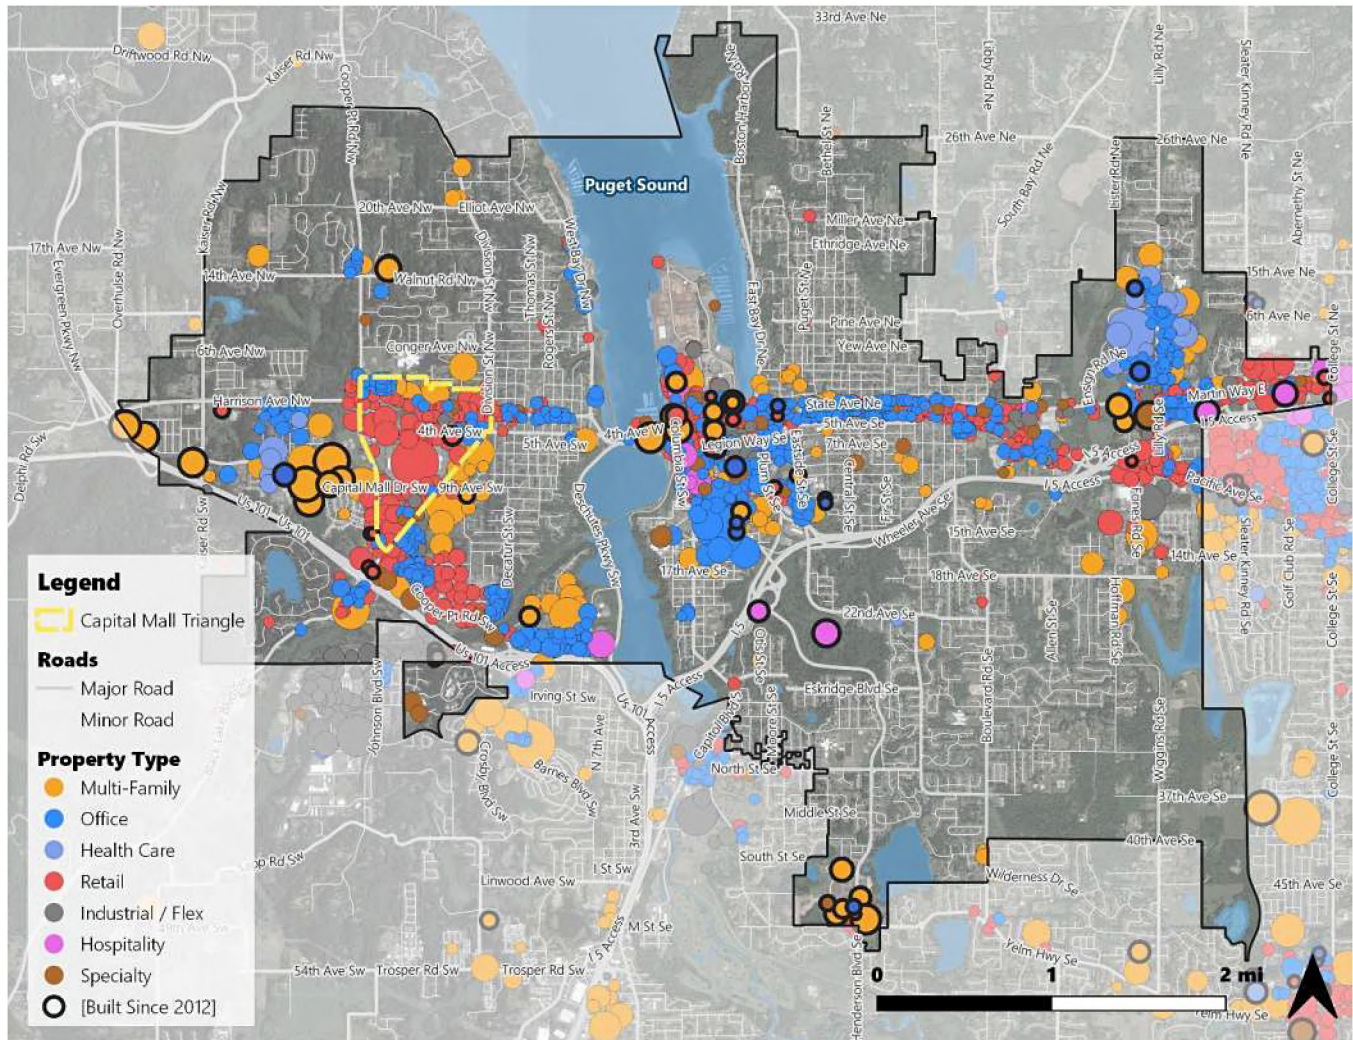 33rd Ave Ne
Driftwood Rd Nw
Kaiser Rd Nw
Cooper Pt Rd Nw
Boston Harbor Rd Ne
Libby Rd Ne
Lilly Rd Ne
Sleater Kinney Rd Ne
Bethel St Ne
26th Ave Ne
26th Ave Ne
South Bay Rd Ne
Lister Rd Ne
Abernethy St Ne
Puget Sound
Kaiser Rd Nw
20th Ave Nw
Elliot Ave Nw
Miller Ave Ne
Ethridge Ave Ne
17th Ave Nw
Overhulse Rd Nw
Evergreen Pkwy Nw
14th Ave Nw
Walnut Rd Nw
Division St Nw
Thomas St Nw
West Bay Dr Nw
East Bay Dr Ne
Puget St Ne
15th Ave Ne
6th Ave Ne
Pine Ave Ne
Yew Ave Ne
6th Ave Nw
Conger Ave Nw
Rogers St Nw
Division St Nw
Ensign Rd Ne
College St Ne
Harrison Ave Nw
4th Ave Sw
5th Ave Sw
4th Ave W
State Ave Ne
5th Ave Se
7th Ave Se
Legion Way Se
Martin Way E
I 5 Access
Lilly Rd Se
Delphi Rd Sw
Columbia St Sw
Plum St Se
Eastside St Se
Central St Se
Fir St Se
I 5 Access
I 5 Access
Pacific Ave Se
College St Se
Capital Mall Dr Sw
9th Ave Sw
Us 101
Us 101
Decatur St Sw
Deschutes Pkwy Sw
Wheeler Ave Se
15th Ave Se
Fones Rd Se
14th Ave Se
Sleater Kinney Rd Se
Golf Club Rd Se
17th Ave Se
18th Ave Se
Cooper Pt Rd Sw
22nd Ave Se
Hoffman Rd Se
Allen St Se
College St Se
Us 101 Access
I 5
Otis St Se
Boulevard Rd Se
Irving St Sw
Us 101
I 5 Access
Eskridge Blvd Se
Johnson Blvd Sw
Access
Capitol Blvd S
Moore St Se
Wiggins Rd Se
N 7th Ave
Crosby Blvd Sw
Barnes Blvd Sw
North St Se
College St Se
3rd Ave Sw
Middle St Se
37th Ave Se
40th Ave Se
South St Se
I St Sw
Linwood Ave Sw
Wilderness Dr Se
45th Ave Se
49th Ave Sw
M St Se
I 5 Access
Yelm Hwy Se
54th Ave Sw
Trosper Rd Sw
Trosper Rd Sw
Henderson Blvd Se
Yelm Hwy Se
Legend
Capital Mall Triangle
Roads
Major Road
Minor Road
Property Type
Multi-Family
Office
Health Care
Retail
Industrial / Flex
Hospitality
Specialty
[Built Since 2012]
0 1 2 mi